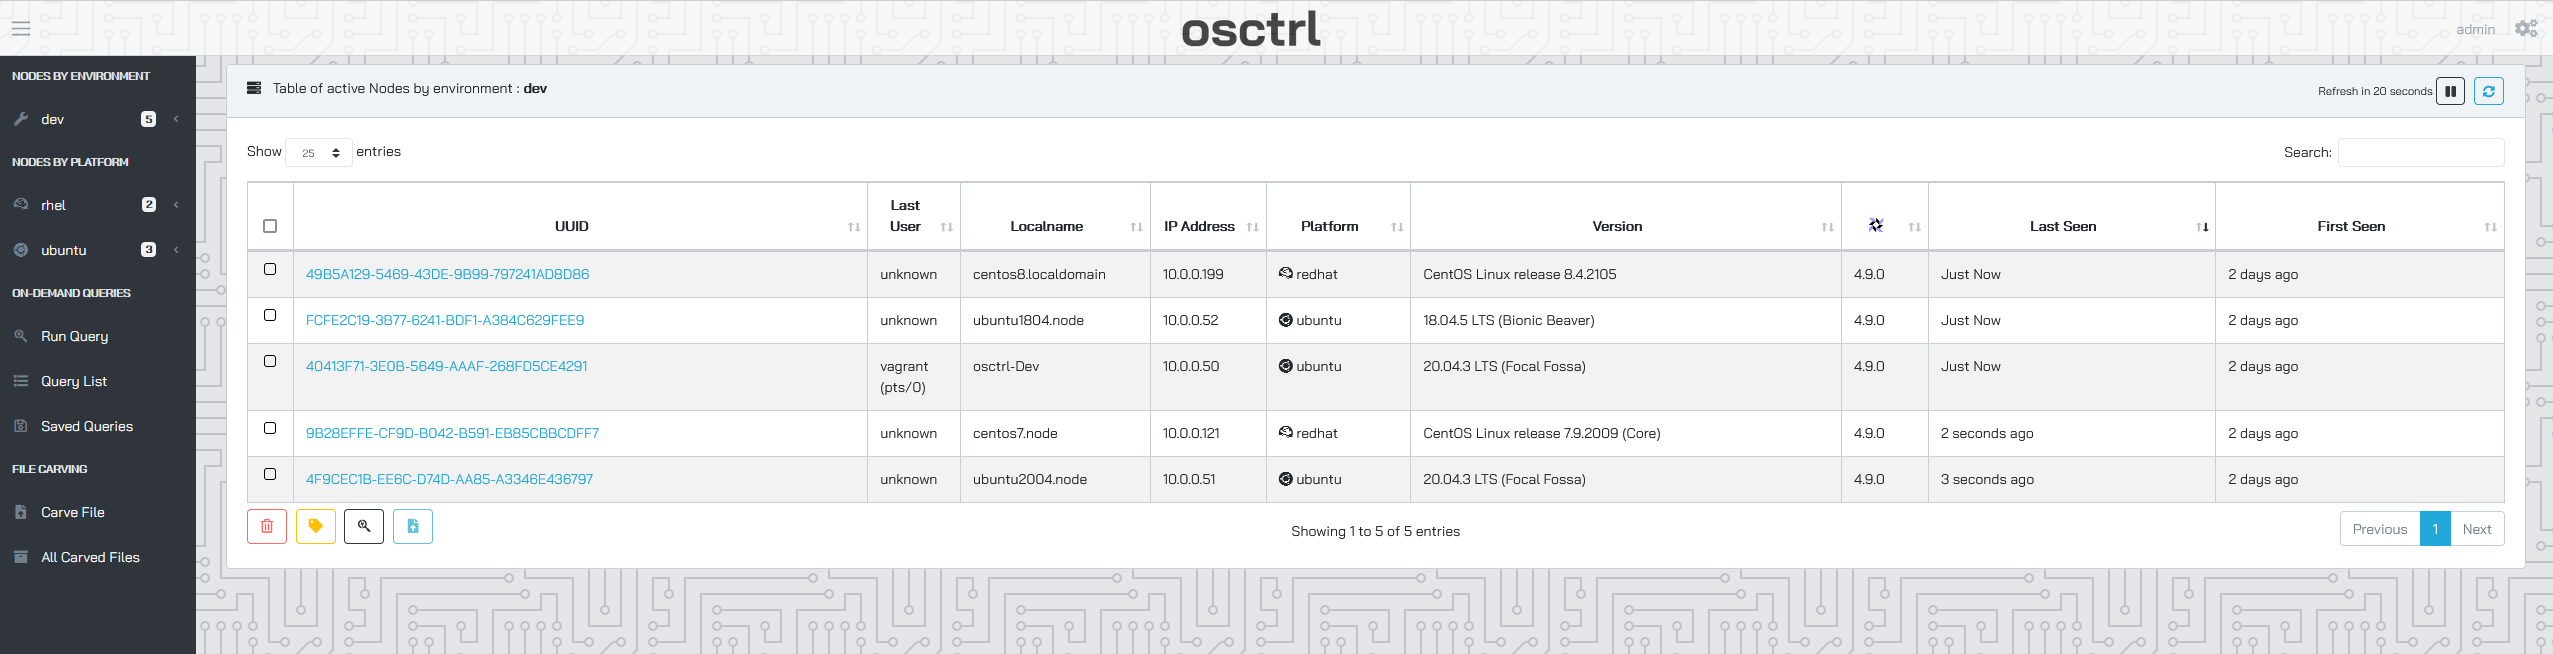 osctrl
admin
NODES BY ENVIRONMENT
dev 5
NODES BY PLATFORM
rhel 2
ubuntu 3
ON-DEMAND QUERIES
Run Query
Query List
Saved Queries
FILE CARVING
Carve File
All Carved Files
Table of active Nodes by environment : dev
Refresh in 20 seconds
Show 25 entries
Search:
UUID Last User Localname IP Address Platform Version Last Seen First Seen
49B5A129-5469-43DE-9B99-797241AD8D86 unknown centos8.localdomain 10.0.0.199 redhat CentOS Linux release 8.4.2105 4.9.0 Just Now 2 days ago
FCFE2C19-3B77-6241-BDF1-A384C629FEE9 unknown ubuntu1804.node 10.0.0.52 ubuntu 18.04.5 LTS (Bionic Beaver) 4.9.0 Just Now 2 days ago
40413F71-3E0B-5649-AAAF-268FD5CE4291 vagrant (pts/0) osctrl-Dev 10.0.0.50 ubuntu 20.04.3 LTS (Focal Fossa) 4.9.0 Just Now 2 days ago
9B28EFFE-CF9D-B042-B591-EB85CBBCDFF7 unknown centos7.node 10.0.0.121 redhat CentOS Linux release 7.9.2009 (Core) 4.9.0 2 seconds ago 2 days ago
4F9CEC1B-EE6C-D74D-AA85-A3346E436797 unknown ubuntu2004.node 10.0.0.51 ubuntu 20.04.3 LTS (Focal Fossa) 4.9.0 3 seconds ago 2 days ago
Showing 1 to 5 of 5 entries
Previous 1 Next